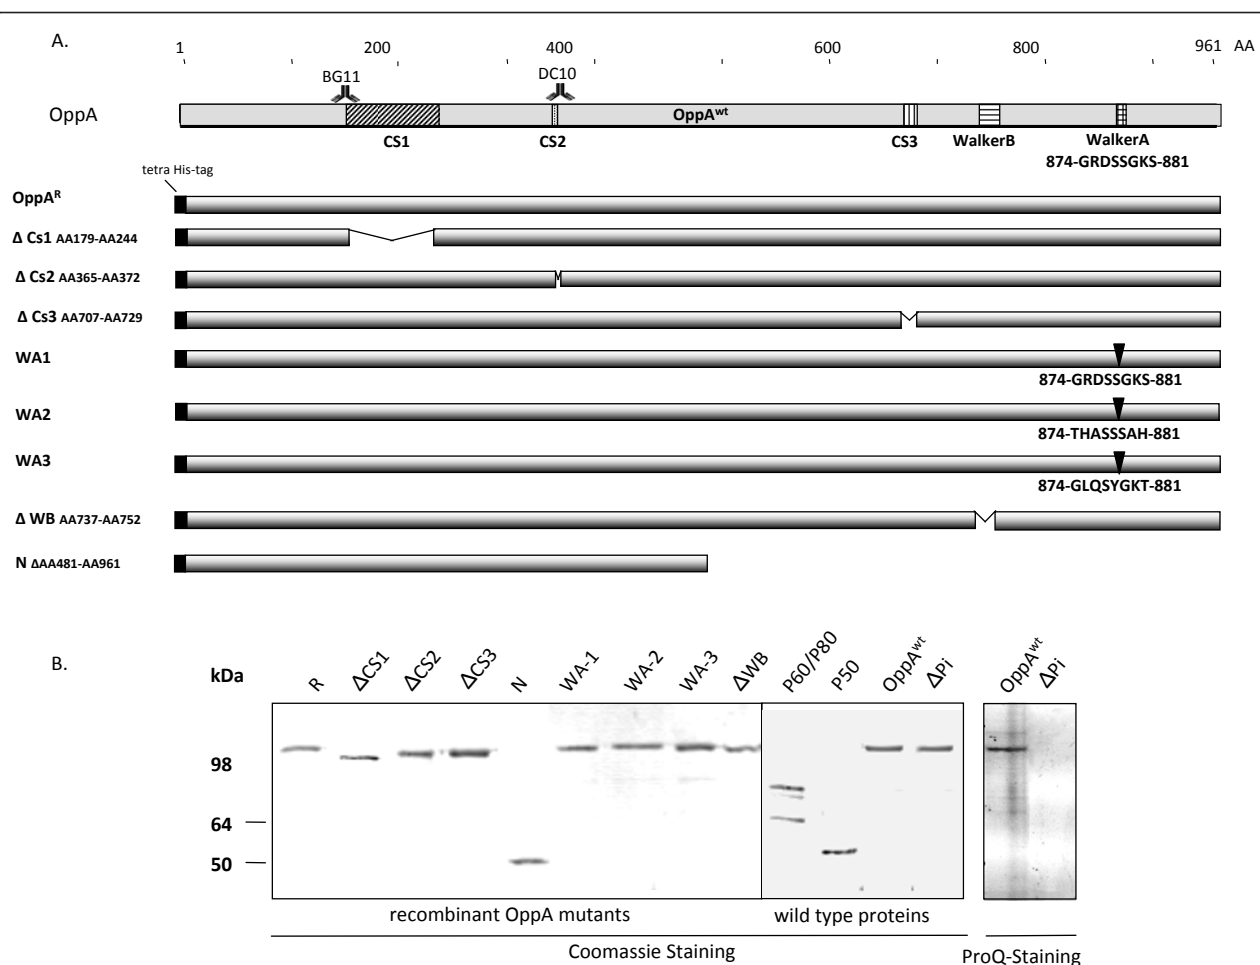 A.
1 200 400 600 800 961 AA
BG11 DC10
OppA OppAwt
CS1 CS2 CS3 WalkerB WalkerA
874-GRDSSGKS-881
tetra His-tag
OppAR
Δ Cs1 AA179-AA244
Δ Cs2 AA365-AA372
Δ Cs3 AA707-AA729
WA1
874-GRDSSGKS-881
WA2
874-THASSSAH-881
WA3
874-GLQSYGKT-881
Δ WB AA737-AA752
N ΔAA481-AA961
B.
kDa R ΔCS1 ΔCS2 ΔCS3 N WA-1 WA-2 WA-3 ΔWB P60/P80 P50 OppAwt ΔPi OppAwt ΔPi
98
64
50
recombinant OppA mutants wild type proteins
Coomassie Staining ProQ-Staining